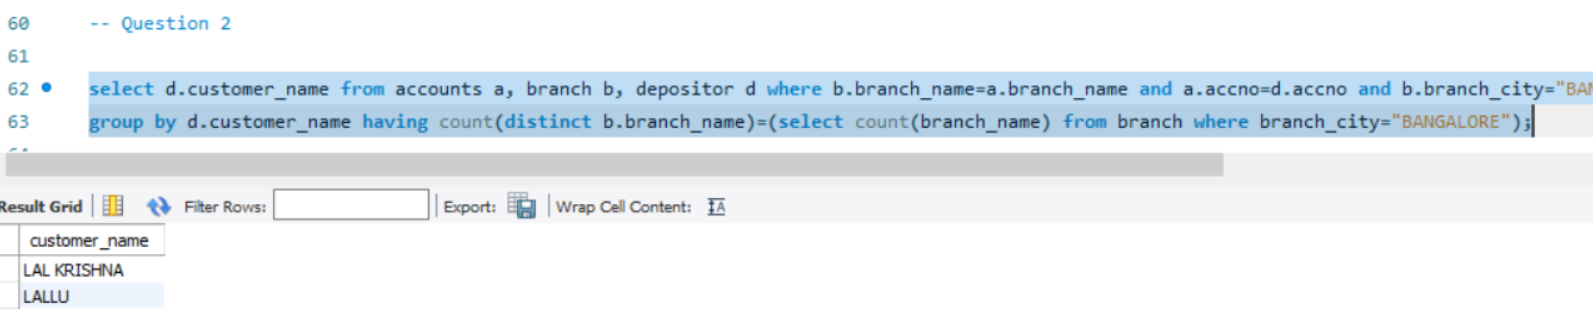 60 -- Question 2
61
62 select d.customer_name from accounts a, branch b, depositor d where b.branch_name=a.branch_name and a.accno=d.accno and b.branch_city="BAN
63 group by d.customer_name having count(distinct b.branch_name)=(select count(branch_name) from branch where branch_city="BANGALORE");
Result Grid Filter Rows: Export: Wrap Cell Content: IA
customer_name
LAL KRISHNA
LALLU